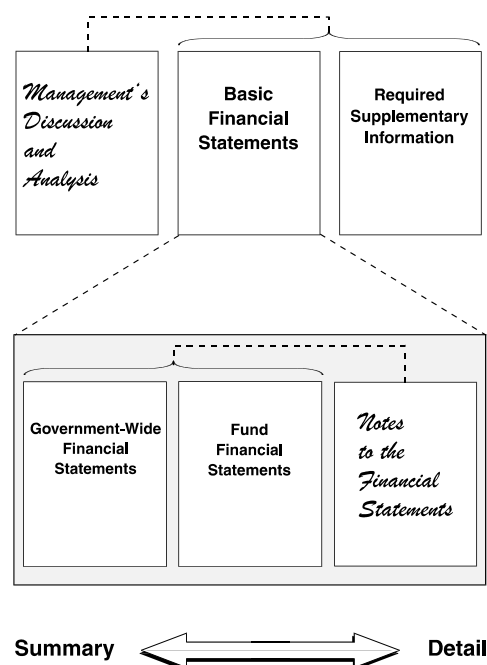 Management's
Discussion
and
Analysis
Basic
Financial
Statements
Required
Supplementary
Information
Government-Wide
Financial
Statements
Fund
Financial
Statements
Notes
to the
Financial
Statements
Summary
Detail